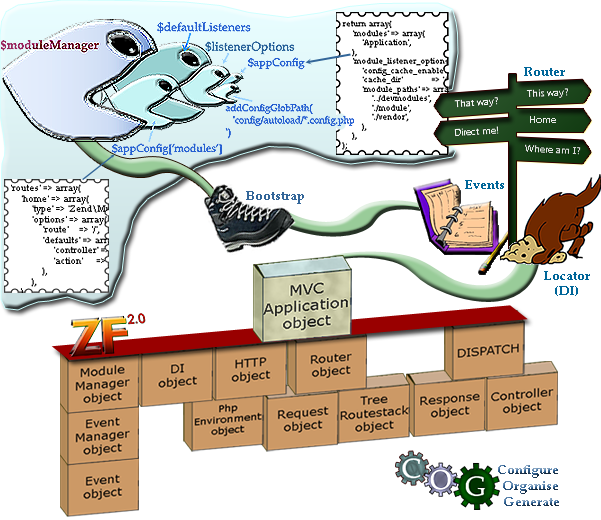 $moduleManager
$defaultListeners
$listenerOptions
$appConfig
addConfigGlobPath(
'config/autoload/*.config.php
')
$appConfig['modules']
return array(
'modules' => array(
'Application',
),
'module_listener_options
'config_cache_enable
'cache_dir' =>
'module_paths' => arra
'../devmodules',
'./module',
'./vendor',
),
),
);
Router
That way?
This way?
Direct me!
Home
Where am I?
'routes' => array(
'home' => array(
'type' => 'Zend\M
'options' => array(
'route' => '/',
'defaults' => arr
'controller' =
'action' =>
),
),
Bootstrap
Events
Locator
(DI)
MVC
Application
object
ZF 2.0
Module
Manager
object
DI
object
HTTP
object
Router
object
DISPATCH
Event
Manager
object
Php
Environment
object
Request
object
Tree
Routestack
object
Response
object
Controller
object
Event
object
COG
Configure
Organise
Generate